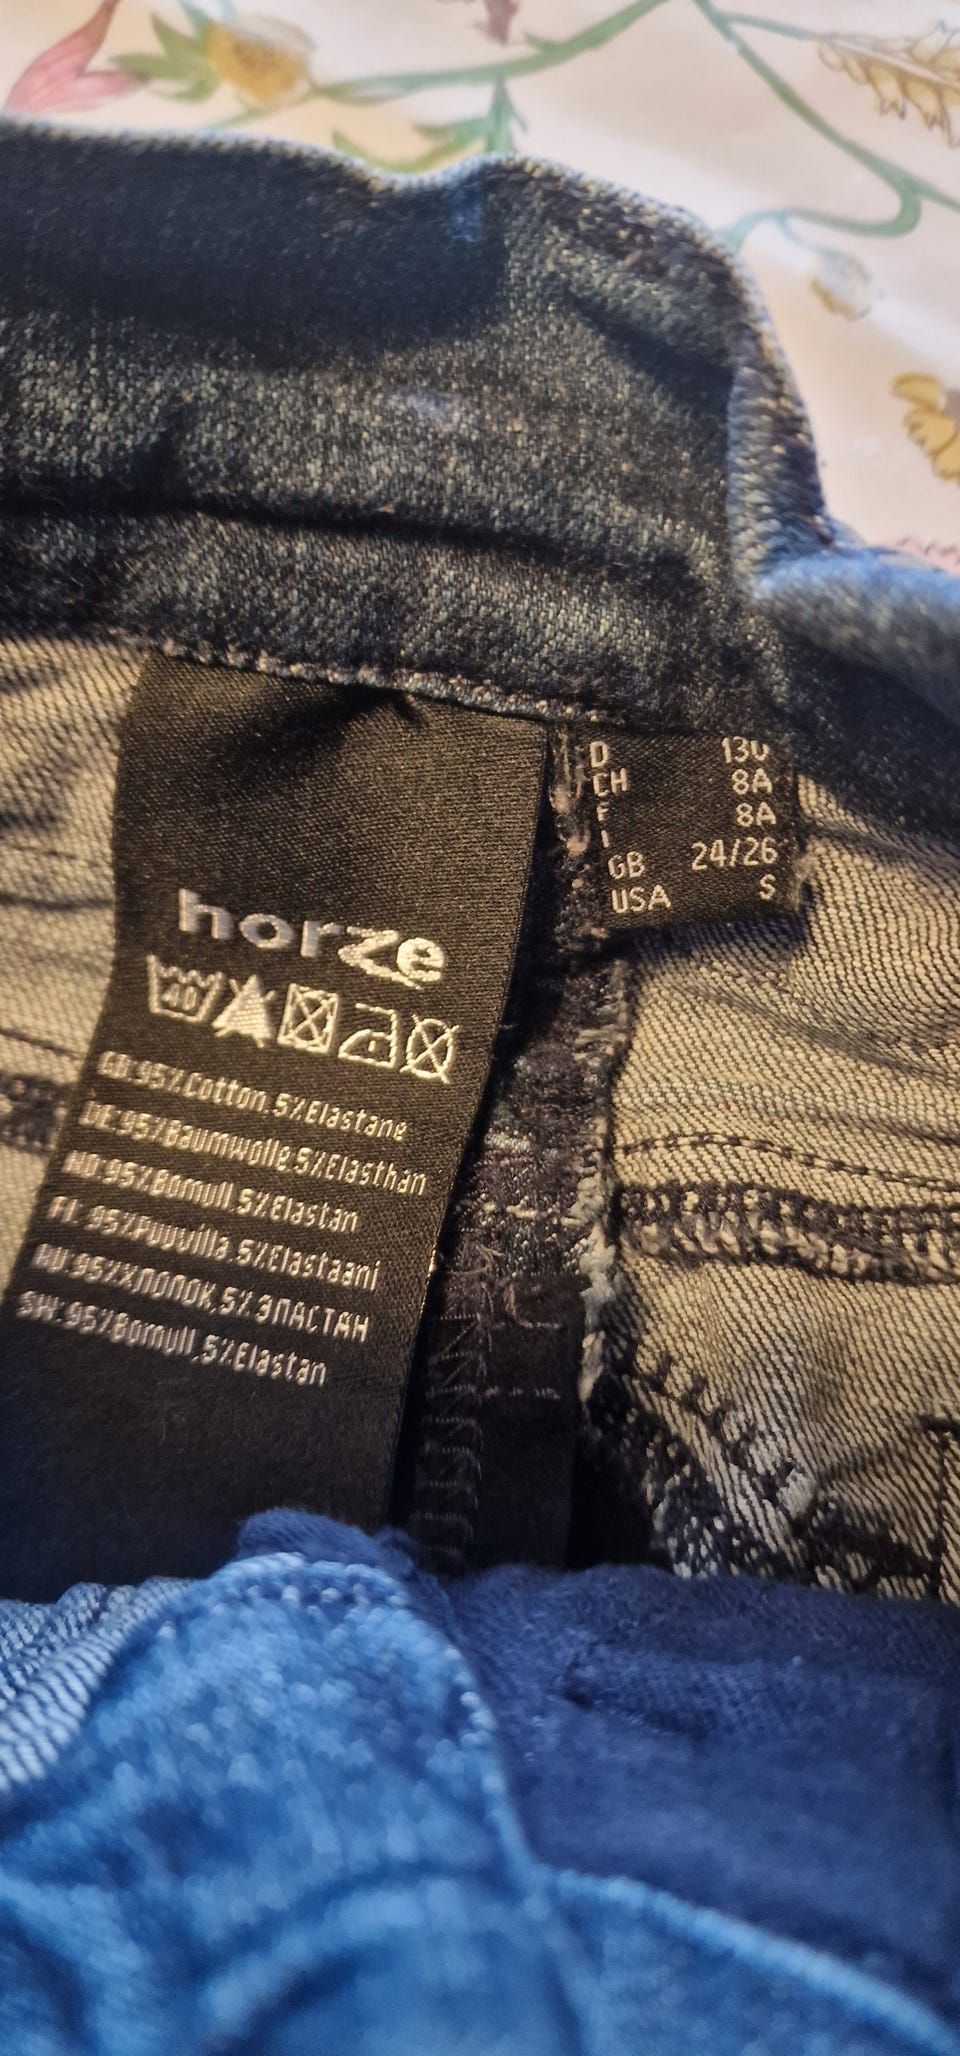 horze
40
GB.95%Cotton.5%Elastane
DE.95%Baumwolle.5%Elasthan
NO.95%Bomull.5%Elastan
FI.95%Puuvilla.5%Elastaani
RU.95%ХЛОПОК.5% ЭЛАСТАН
SW.95%Bomull.5%Elastan
D 130
CH 8A
F 8A
I
GB 24/26
USA S